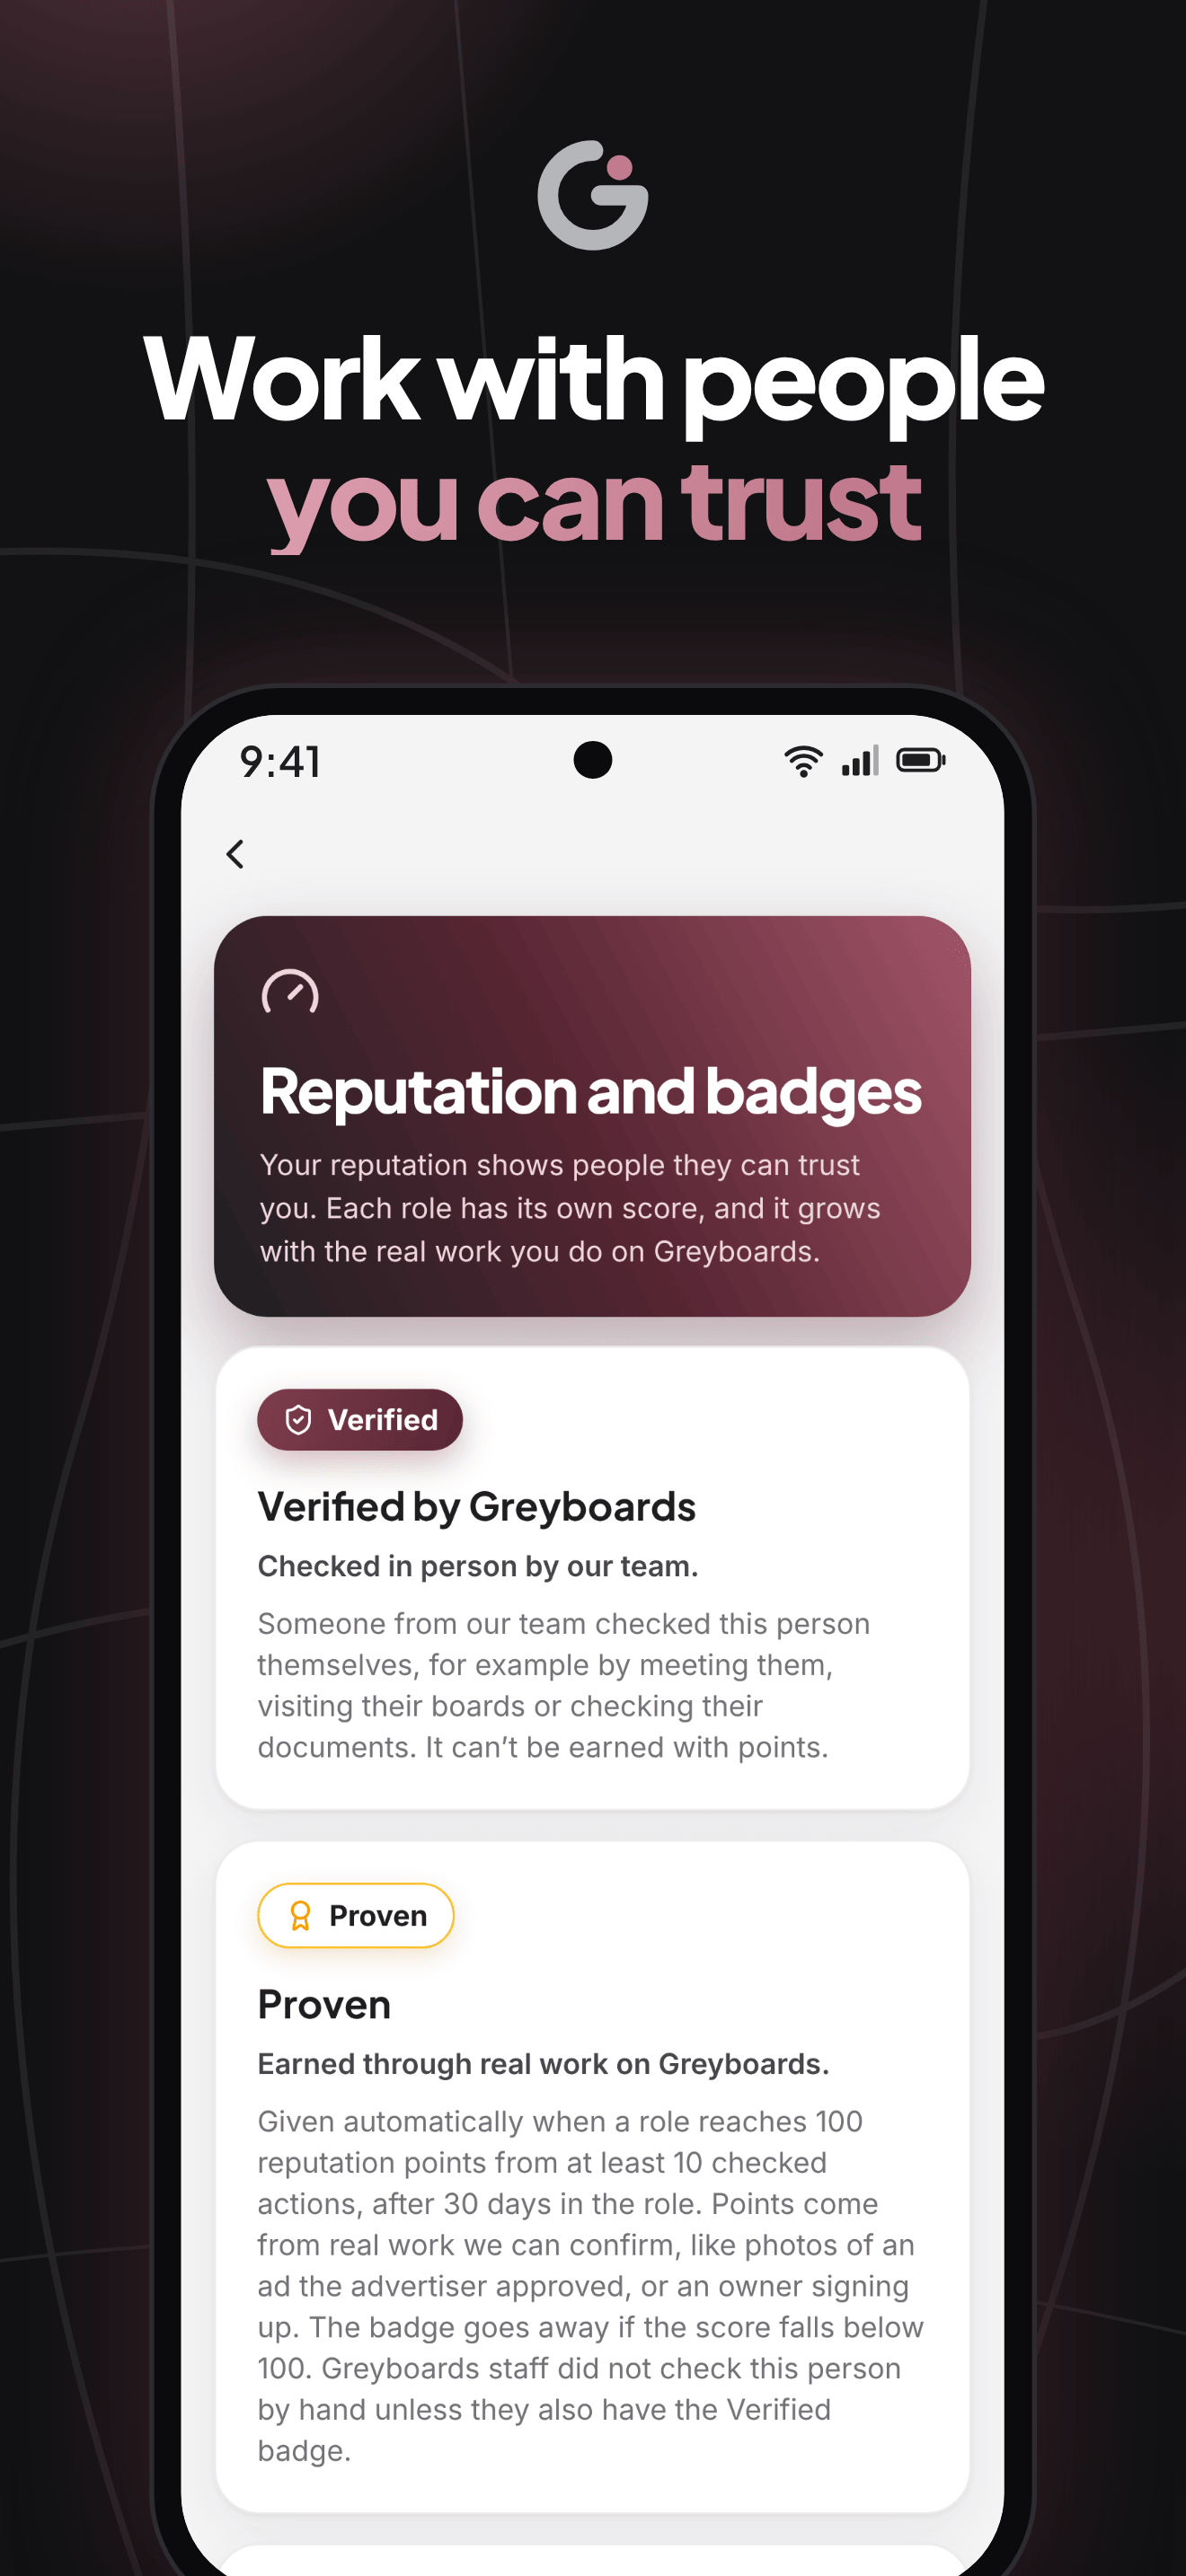 Work with people
you can trust
9:41
Reputation and badges
Your reputation shows people they can trust
you. Each role has its own score, and it grows
with the real work you do on Greyboards.
Verified
Verified by Greyboards
Checked in person by our team.
Someone from our team checked this person
themselves, for example by meeting them,
visiting their boards or checking their
documents. It can’t be earned with points.
Proven
Proven
Earned through real work on Greyboards.
Given automatically when a role reaches 100
reputation points from at least 10 checked
actions, after 30 days in the role. Points come
from real work we can confirm, like photos of an
ad the advertiser approved, or an owner signing
up. The badge goes away if the score falls below
100. Greyboards staff did not check this person
by hand unless they also have the Verified
badge.